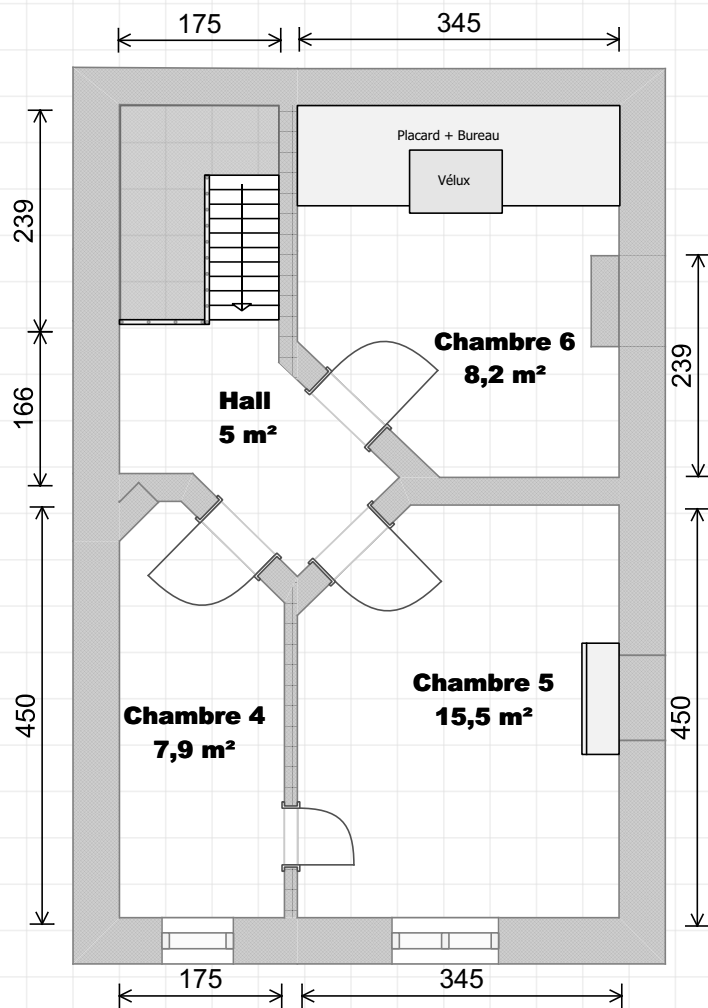 175
345
Placard + Bureau
Vélux
239
239
Chambre 6
8,2 m²
166
Hall
5 m²
450
450
Chambre 5
15,5 m²
Chambre 4
7,9 m²
175
345